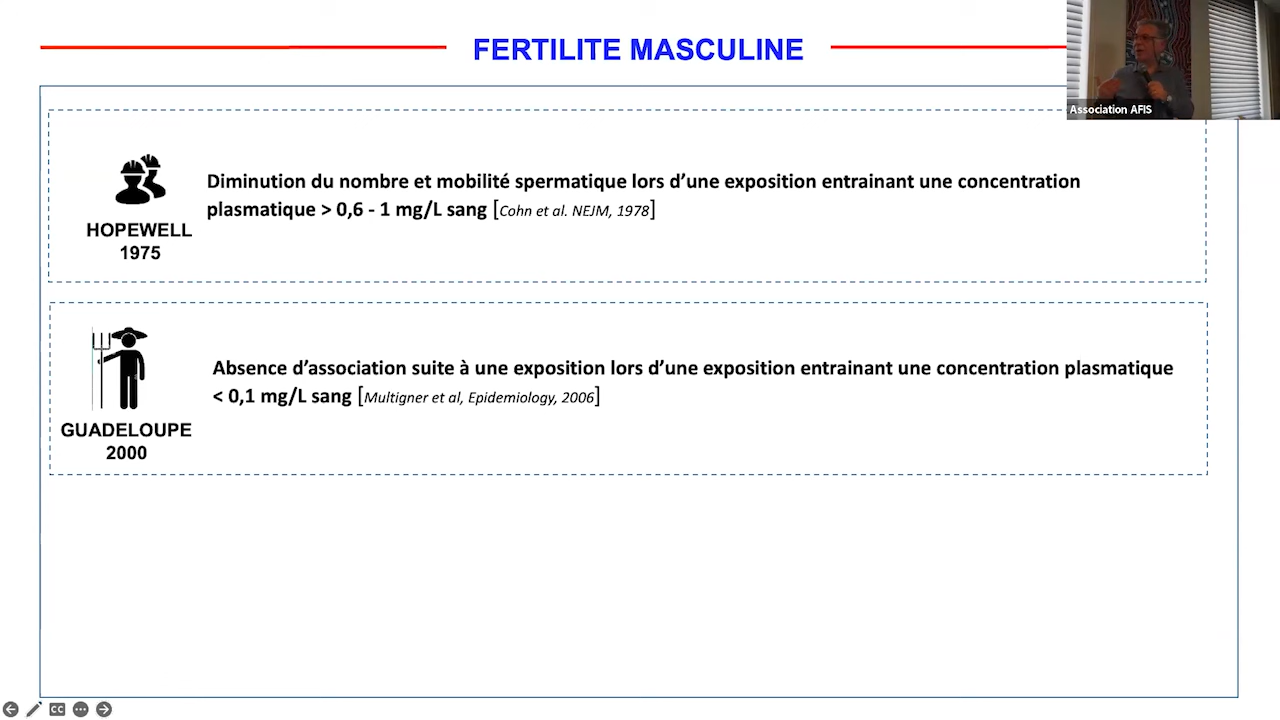 FERTILITE MASCULINE
Association AFIS
Diminution du nombre et mobilité spermatique lors d’une exposition entrainant une concentration
plasmatique > 0,6 - 1 mg/L sang [Cohn et al. NEJM, 1978]
HOPEWELL
1975
Absence d’association suite à une exposition lors d’une exposition entrainant une concentration plasmatique
< 0,1 mg/L sang [Multigner et al, Epidemiology, 2006]
GUADELOUPE
2000
CC